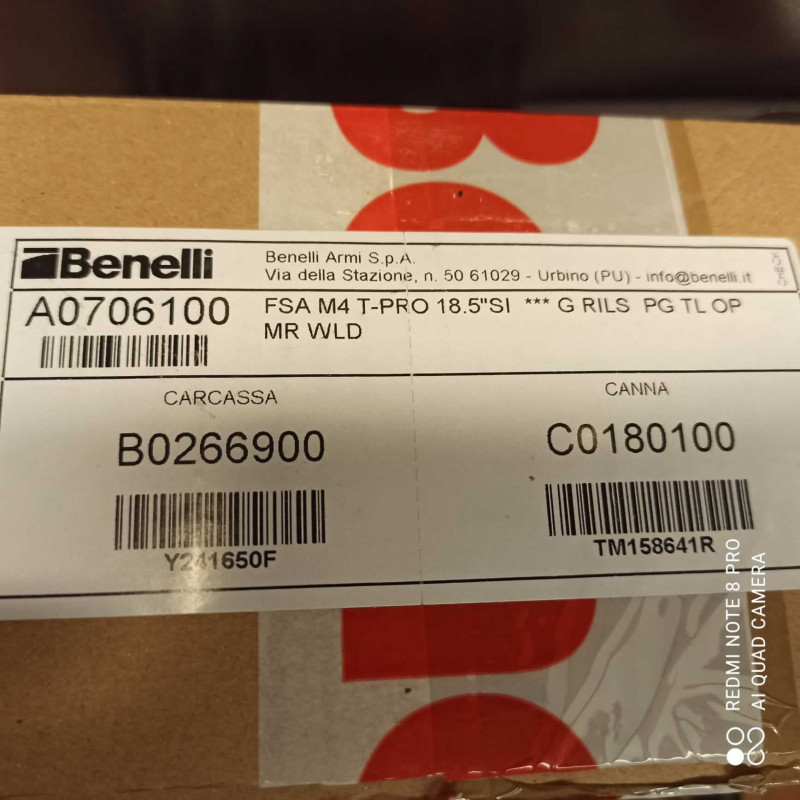 Benelli
Benelli Armi S.p.A.
Via della Stazione, n. 50 61029 - Urbino (PU) - info@benelli.it
A0706100
FSA M4 T-PRO 18.5"SI *** G RILS PG TL OP
MR WLD
CARCASSA
CANNA
B0266900
C0180100
Y241650F
TM158641R
REDMI NOTE 8 PRO
AI QUAD CAMERA